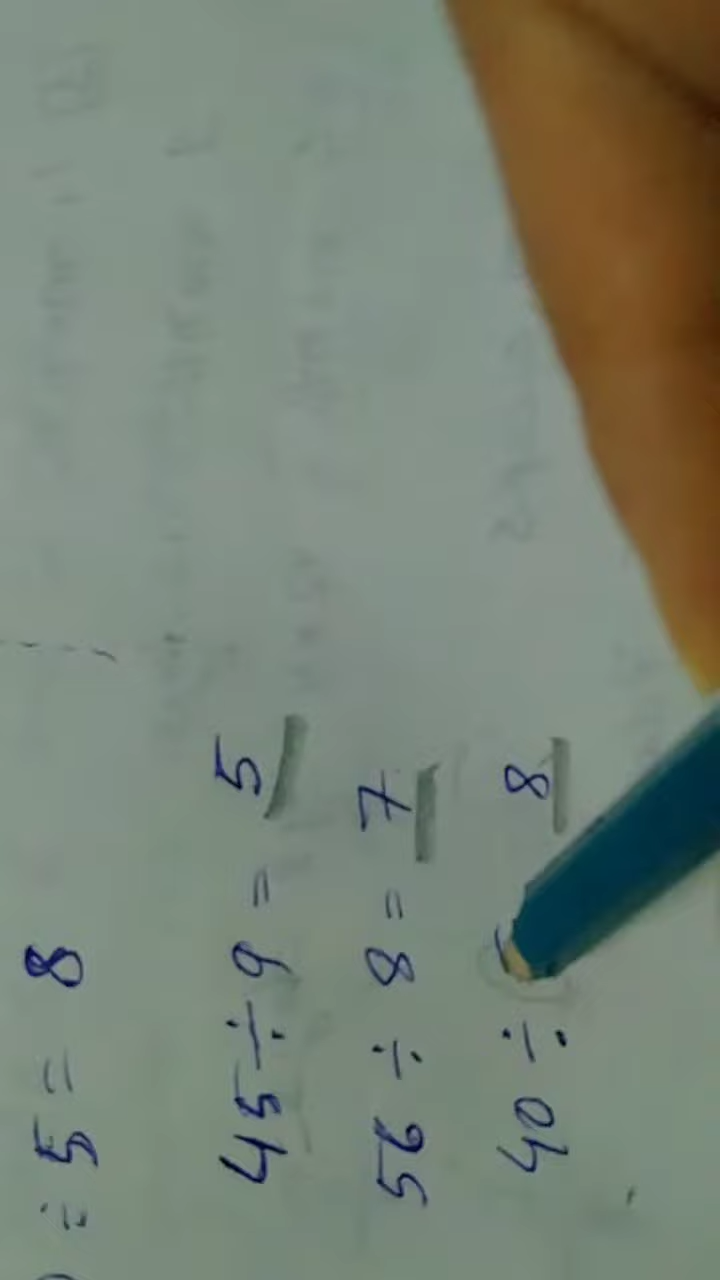 ÷ 5 = 8
45 ÷ 9 = 5
56 ÷ 8 = 7
40 ÷ 8